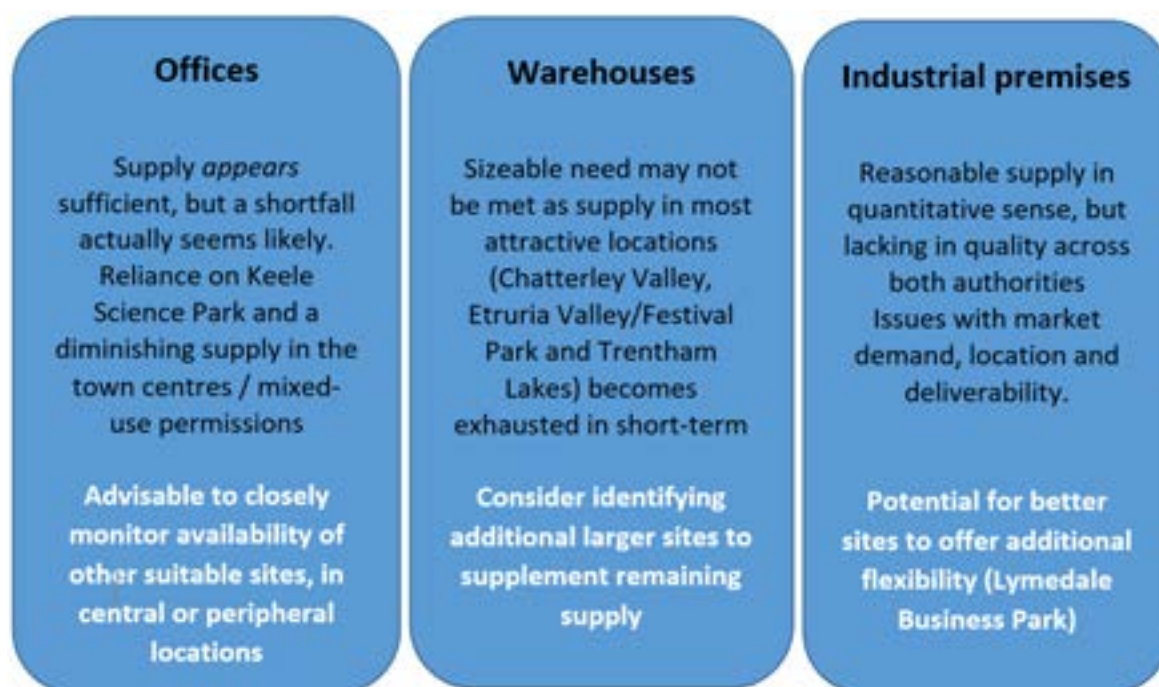 Offices
Supply appears
sufficient, but a shortfall
actually seems likely.
Reliance on Keele
Science Park and a
diminishing supply in the
town centres / mixed-
use permissions
Advisable to closely
monitor availability of
other suitable sites, in
central or peripheral
locations
Warehouses
Sizeable need may not
be met as supply in most
attractive locations
(Chatterley Valley,
Etruria Valley/Festival
Park and Trentham
Lakes) becomes
exhausted in short-term
Consider identifying
additional larger sites to
supplement remaining
supply
Industrial premises
Reasonable supply in
quantitative sense, but
lacking in quality across
both authorities
Issues with market
demand, location and
deliverability.
Potential for better
sites to offer additional
flexibility (Lymedale
Business Park)